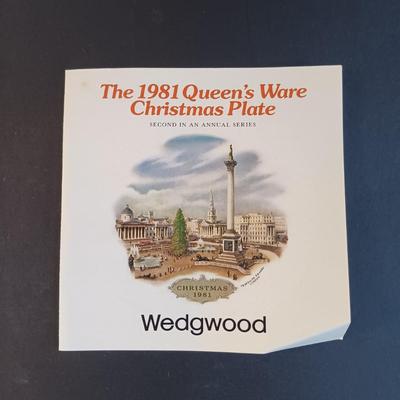 The 1981 Queen's Ware
Christmas Plate
SECOND IN AN ANNUAL SERIES
CHRISTMAS
1981
Wedgwood